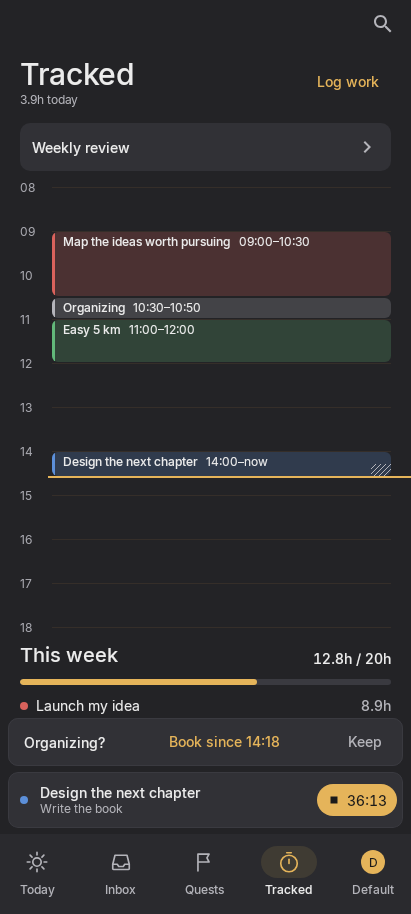 Tracked
Log work
3.9h today
Weekly review
08
09
Map the ideas worth pursuing 09:00–10:30
10
Organizing 10:30–10:50
11
Easy 5 km 11:00–12:00
12
13
14
Design the next chapter 14:00–now
15
16
17
18
This week
12.8h / 20h
Launch my idea
8.9h
Organizing?
Book since 14:18
Keep
Design the next chapter
Write the book
36:13
D
Today
Inbox
Quests
Tracked
Default